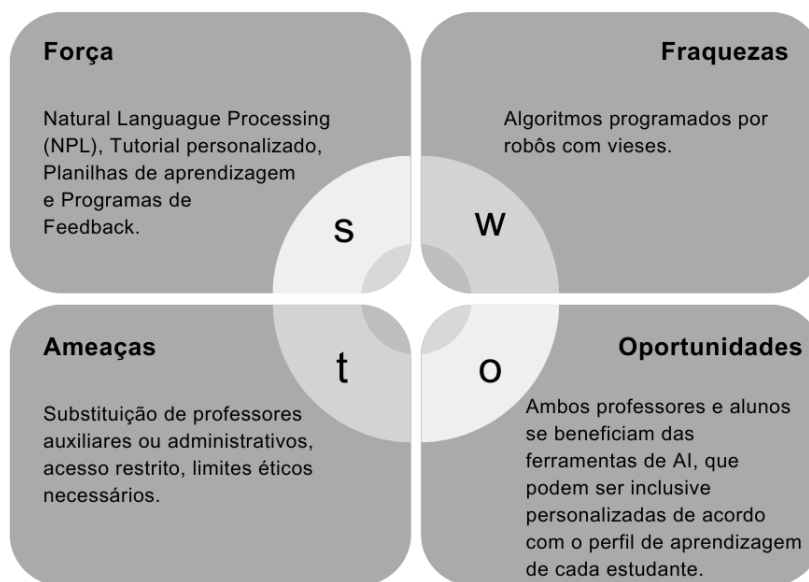 Força
Natural Languague Processing
(NPL), Tutorial personalizado,
Planilhas de aprendizagem
e Programas de
Feedback.
s
Fraquezas
Algoritmos programados por
robôs com vieses.
w
Ameaças
t
Substituição de professores
auxiliares ou administrativos,
acesso restrito, limites éticos
necessários.
Oportunidades
o
Ambos professores e alunos
se beneficiam das
ferramentas de AI, que
podem ser inclusive
personalizadas de acordo
com o perfil de aprendizagem
de cada estudante.